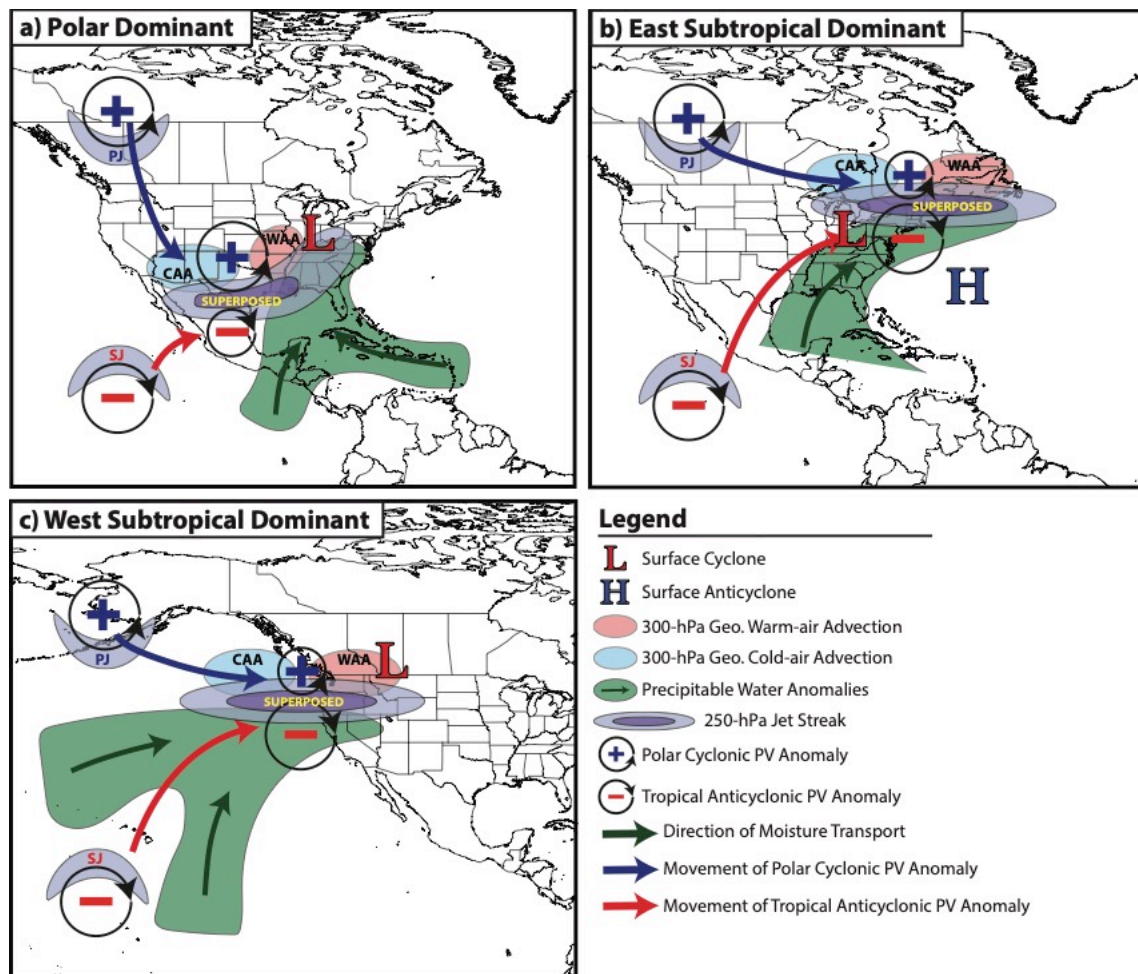 a) Polar Dominant
+
PJ
CAA
+
WAA
L
SUPERPOSED
SJ
b) East Subtropical Dominant
+
PJ
CAA
+
WAA
SUPERPOSED
L
H
SJ
c) West Subtropical Dominant
+
PJ
CAA
+
WAA
L
SUPERPOSED
SJ
Legend
L Surface Cyclone
H Surface Anticyclone
300-hPa Geo. Warm-air Advection
300-hPa Geo. Cold-air Advection
Precipitable Water Anomalies
250-hPa Jet Streak
+ Polar Cyclonic PV Anomaly
Tropical Anticyclonic PV Anomaly
Direction of Moisture Transport
Movement of Polar Cyclonic PV Anomaly
Movement of Tropical Anticyclonic PV Anomaly